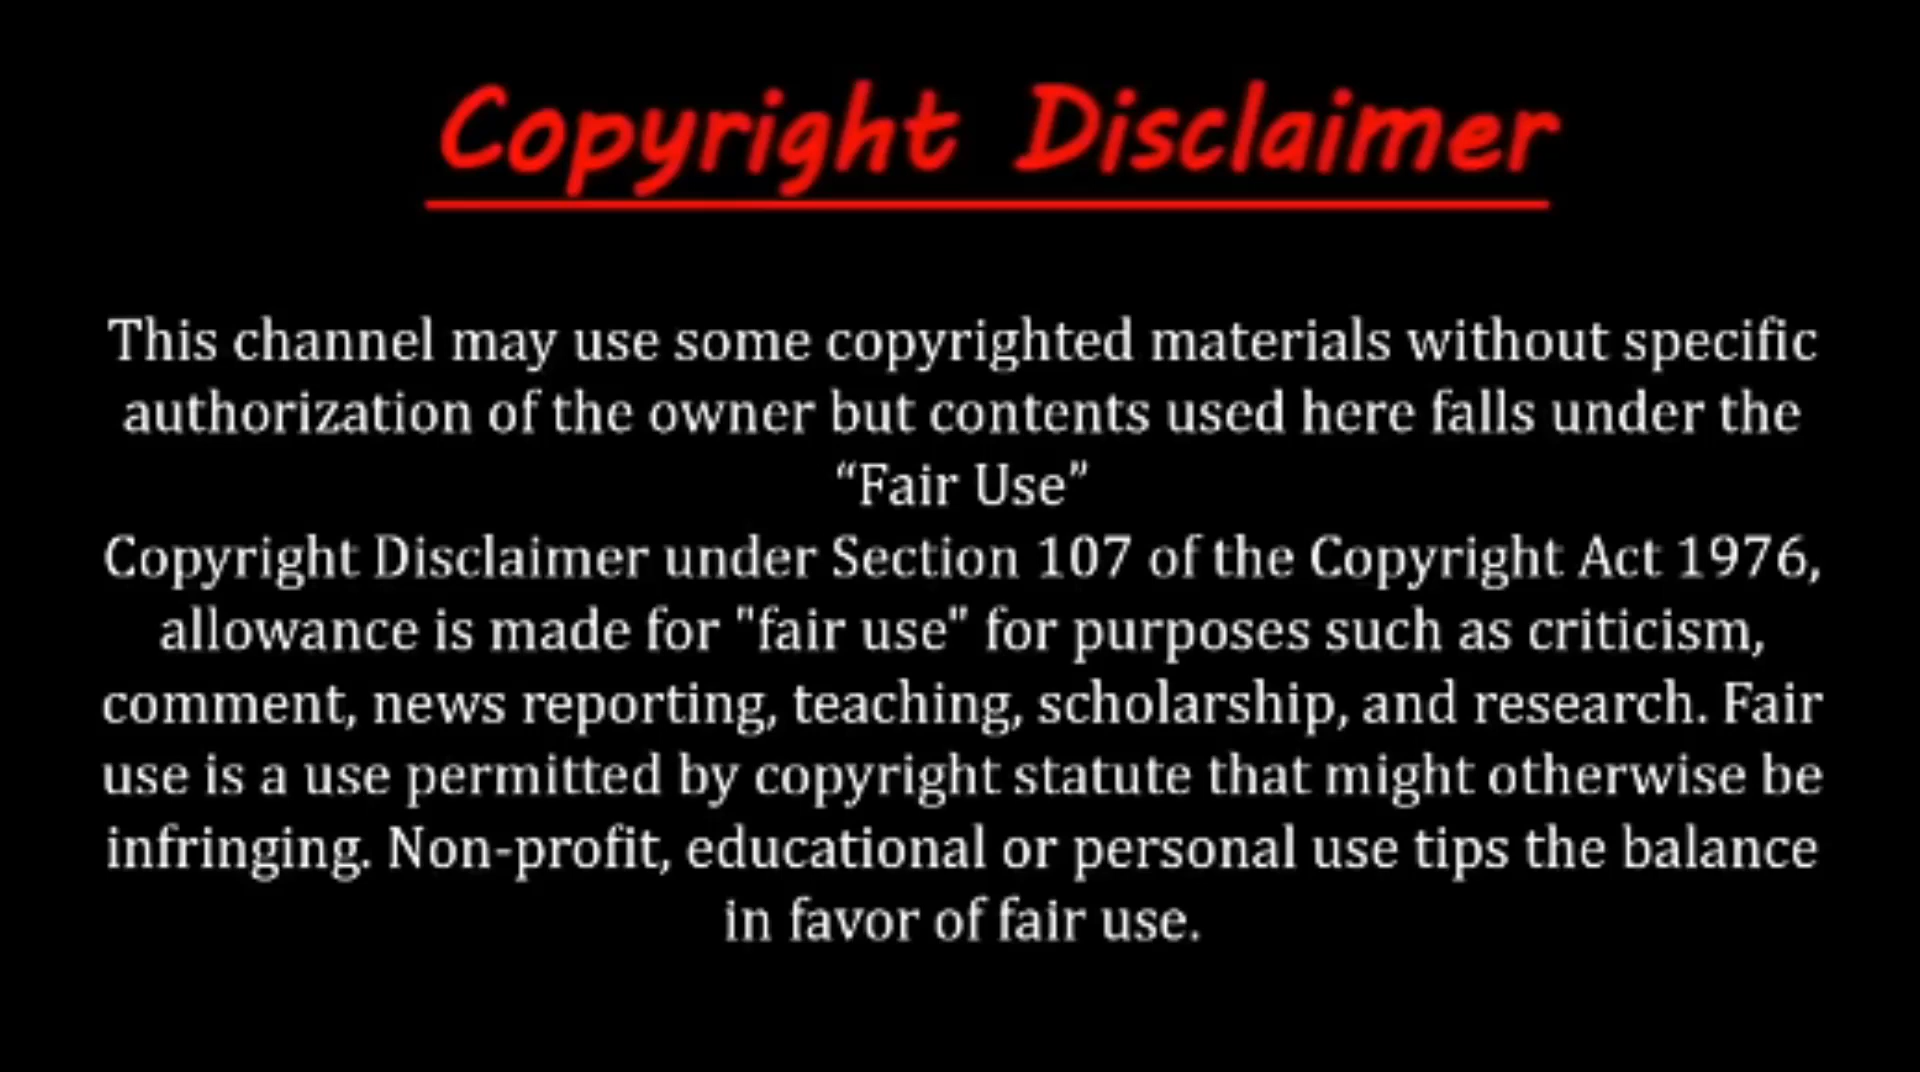 Copyright Disclaimer
This channel may use some copyrighted materials without specific
authorization of the owner but contents used here falls under the
“Fair Use”
Copyright Disclaimer under Section 107 of the Copyright Act 1976,
allowance is made for "fair use" for purposes such as criticism,
comment, news reporting, teaching, scholarship, and research. Fair
use is a use permitted by copyright statute that might otherwise be
infringing. Non-profit, educational or personal use tips the balance
in favor of fair use.